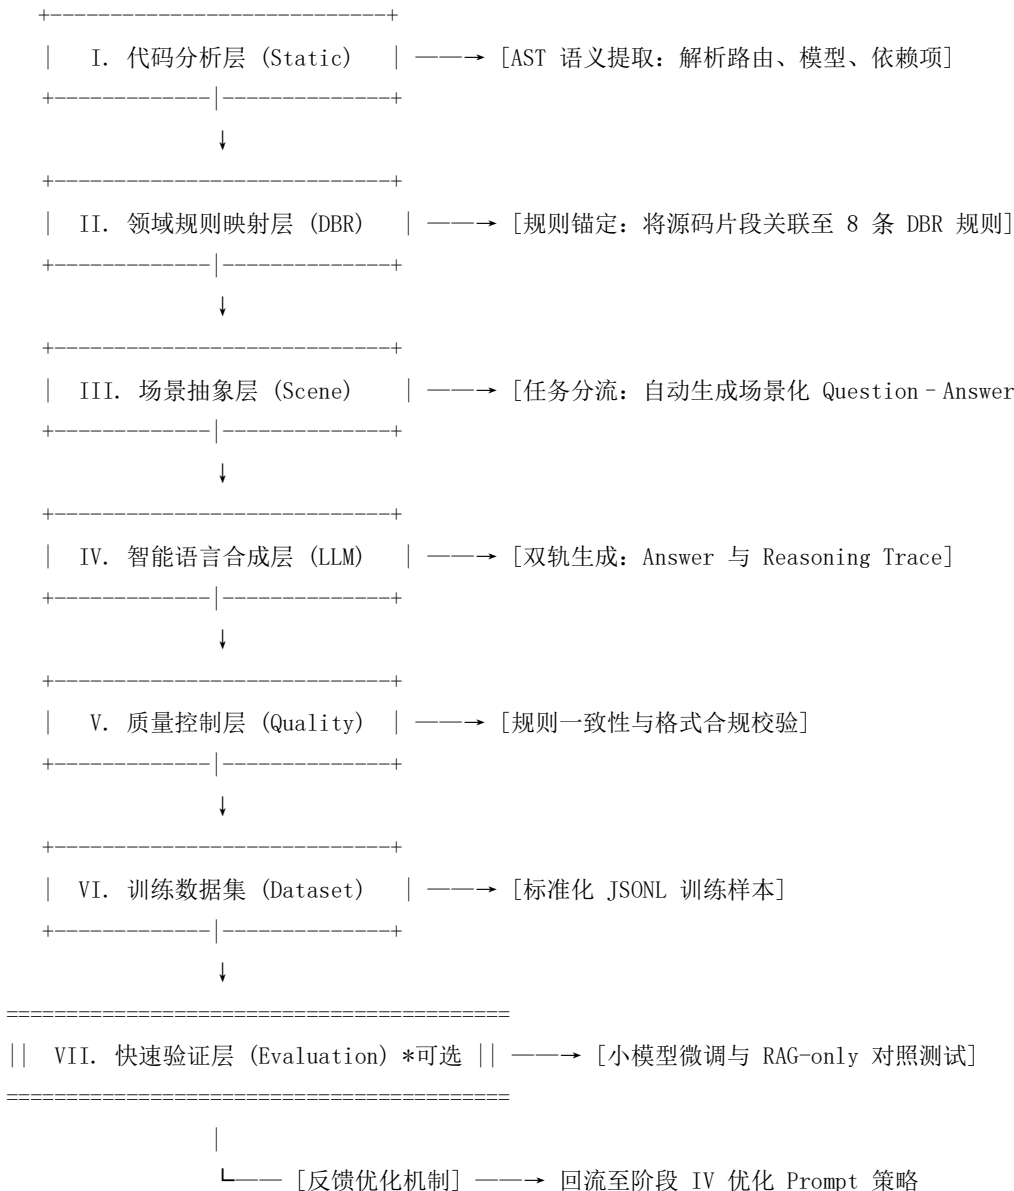 I. 代码分析层 (Static) ——→ [AST 语义提取: 解析路由、模型、依赖项]
↓
II. 领域规则映射层 (DBR) ——→ [规则锚定: 将源码片段关联至 8 条 DBR 规则]
↓
III. 场景抽象层 (Scene) ——→ [任务分流: 自动生成场景化 Question‐Answer
↓
IV. 智能语言合成层 (LLM) ——→ [双轨生成: Answer 与 Reasoning Trace]
↓
V. 质量控制层 (Quality) ——→ [规则一致性与格式合规校验]
↓
VI. 训练数据集 (Dataset) ——→ [标准化 JSONL 训练样本]
↓
VII. 快速验证层 (Evaluation) *可选 ——→ [小模型微调与 RAG-only 对照测试]
└—— [反馈优化机制] ——→ 回流至阶段 IV 优化 Prompt 策略